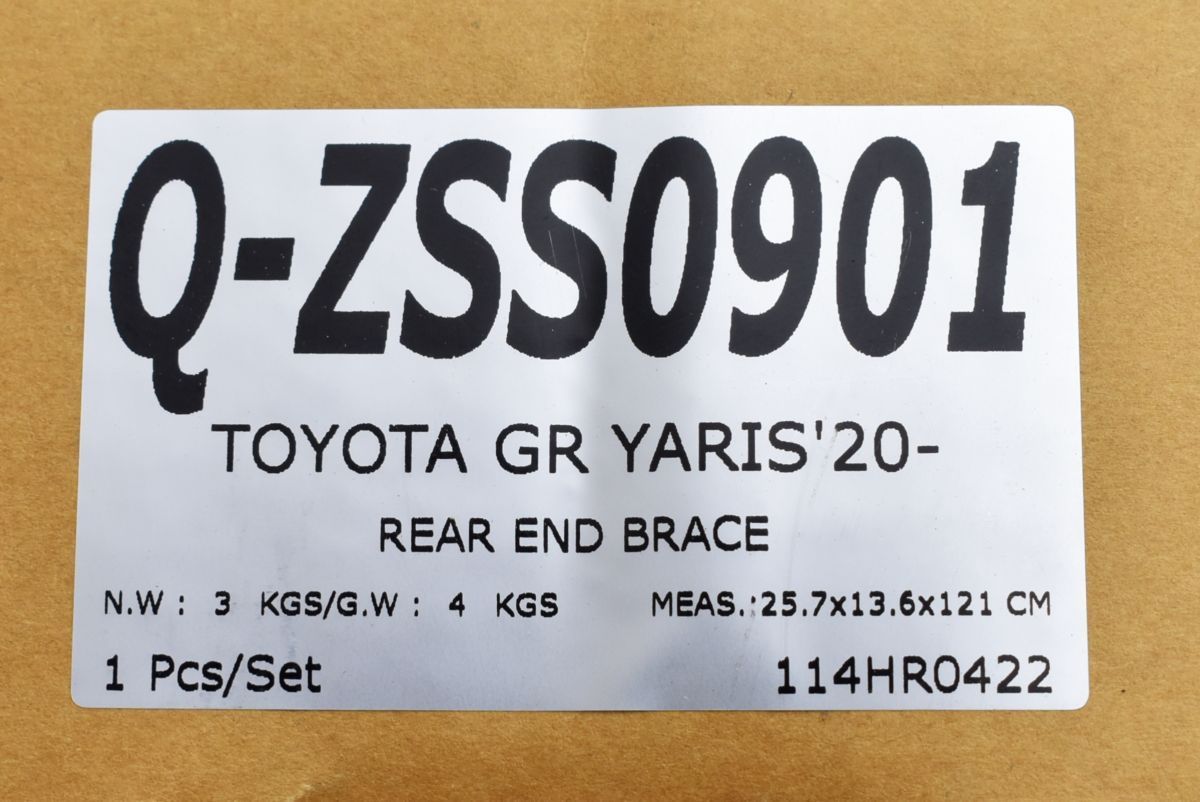 Q-ZSS0901
TOYOTA GR YARIS'20-
REAR END BRACE
N.W : 3 KGS/G.W : 4 KGS MEAS.:25.7x13.6x121 CM
1 Pcs/Set 114HR0422